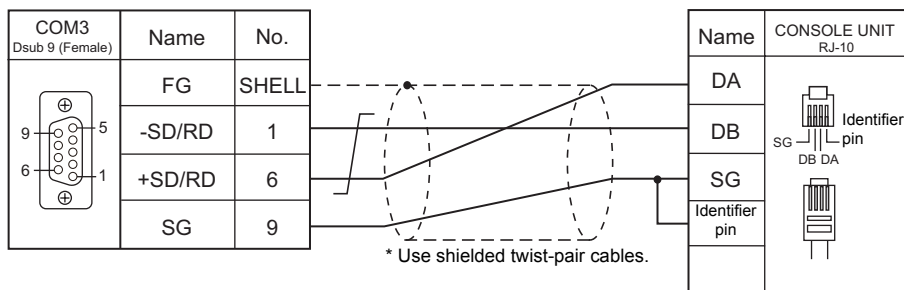 COM3
Dsub 9 (Female)
Name
No.
FG
SHELL
-SD/RD
1
+SD/RD
6
SG
9
9
5
6
1
* Use shielded twist-pair cables.
Name
CONSOLE UNIT
RJ-10
DA
DB
SG
Identifier
pin
Identifier
pin
SG
DB DA